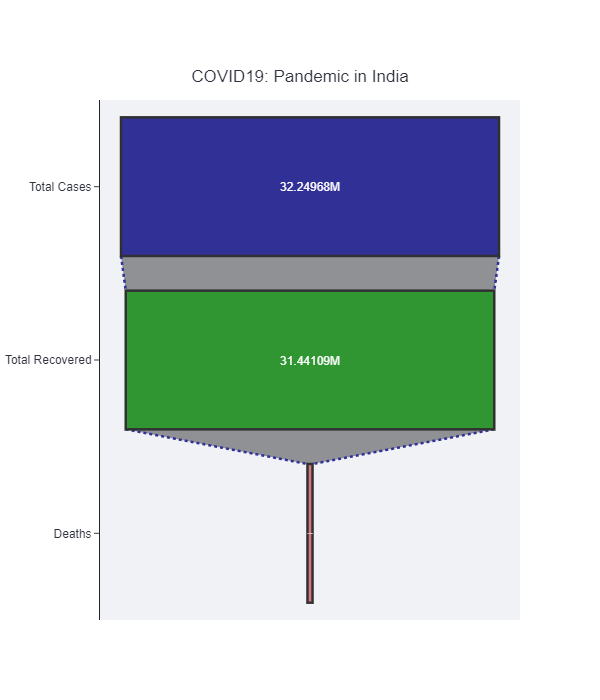 COVID19: Pandemic in India
Total Cases
32.24968M
Total Recovered
31.44109M
Deaths